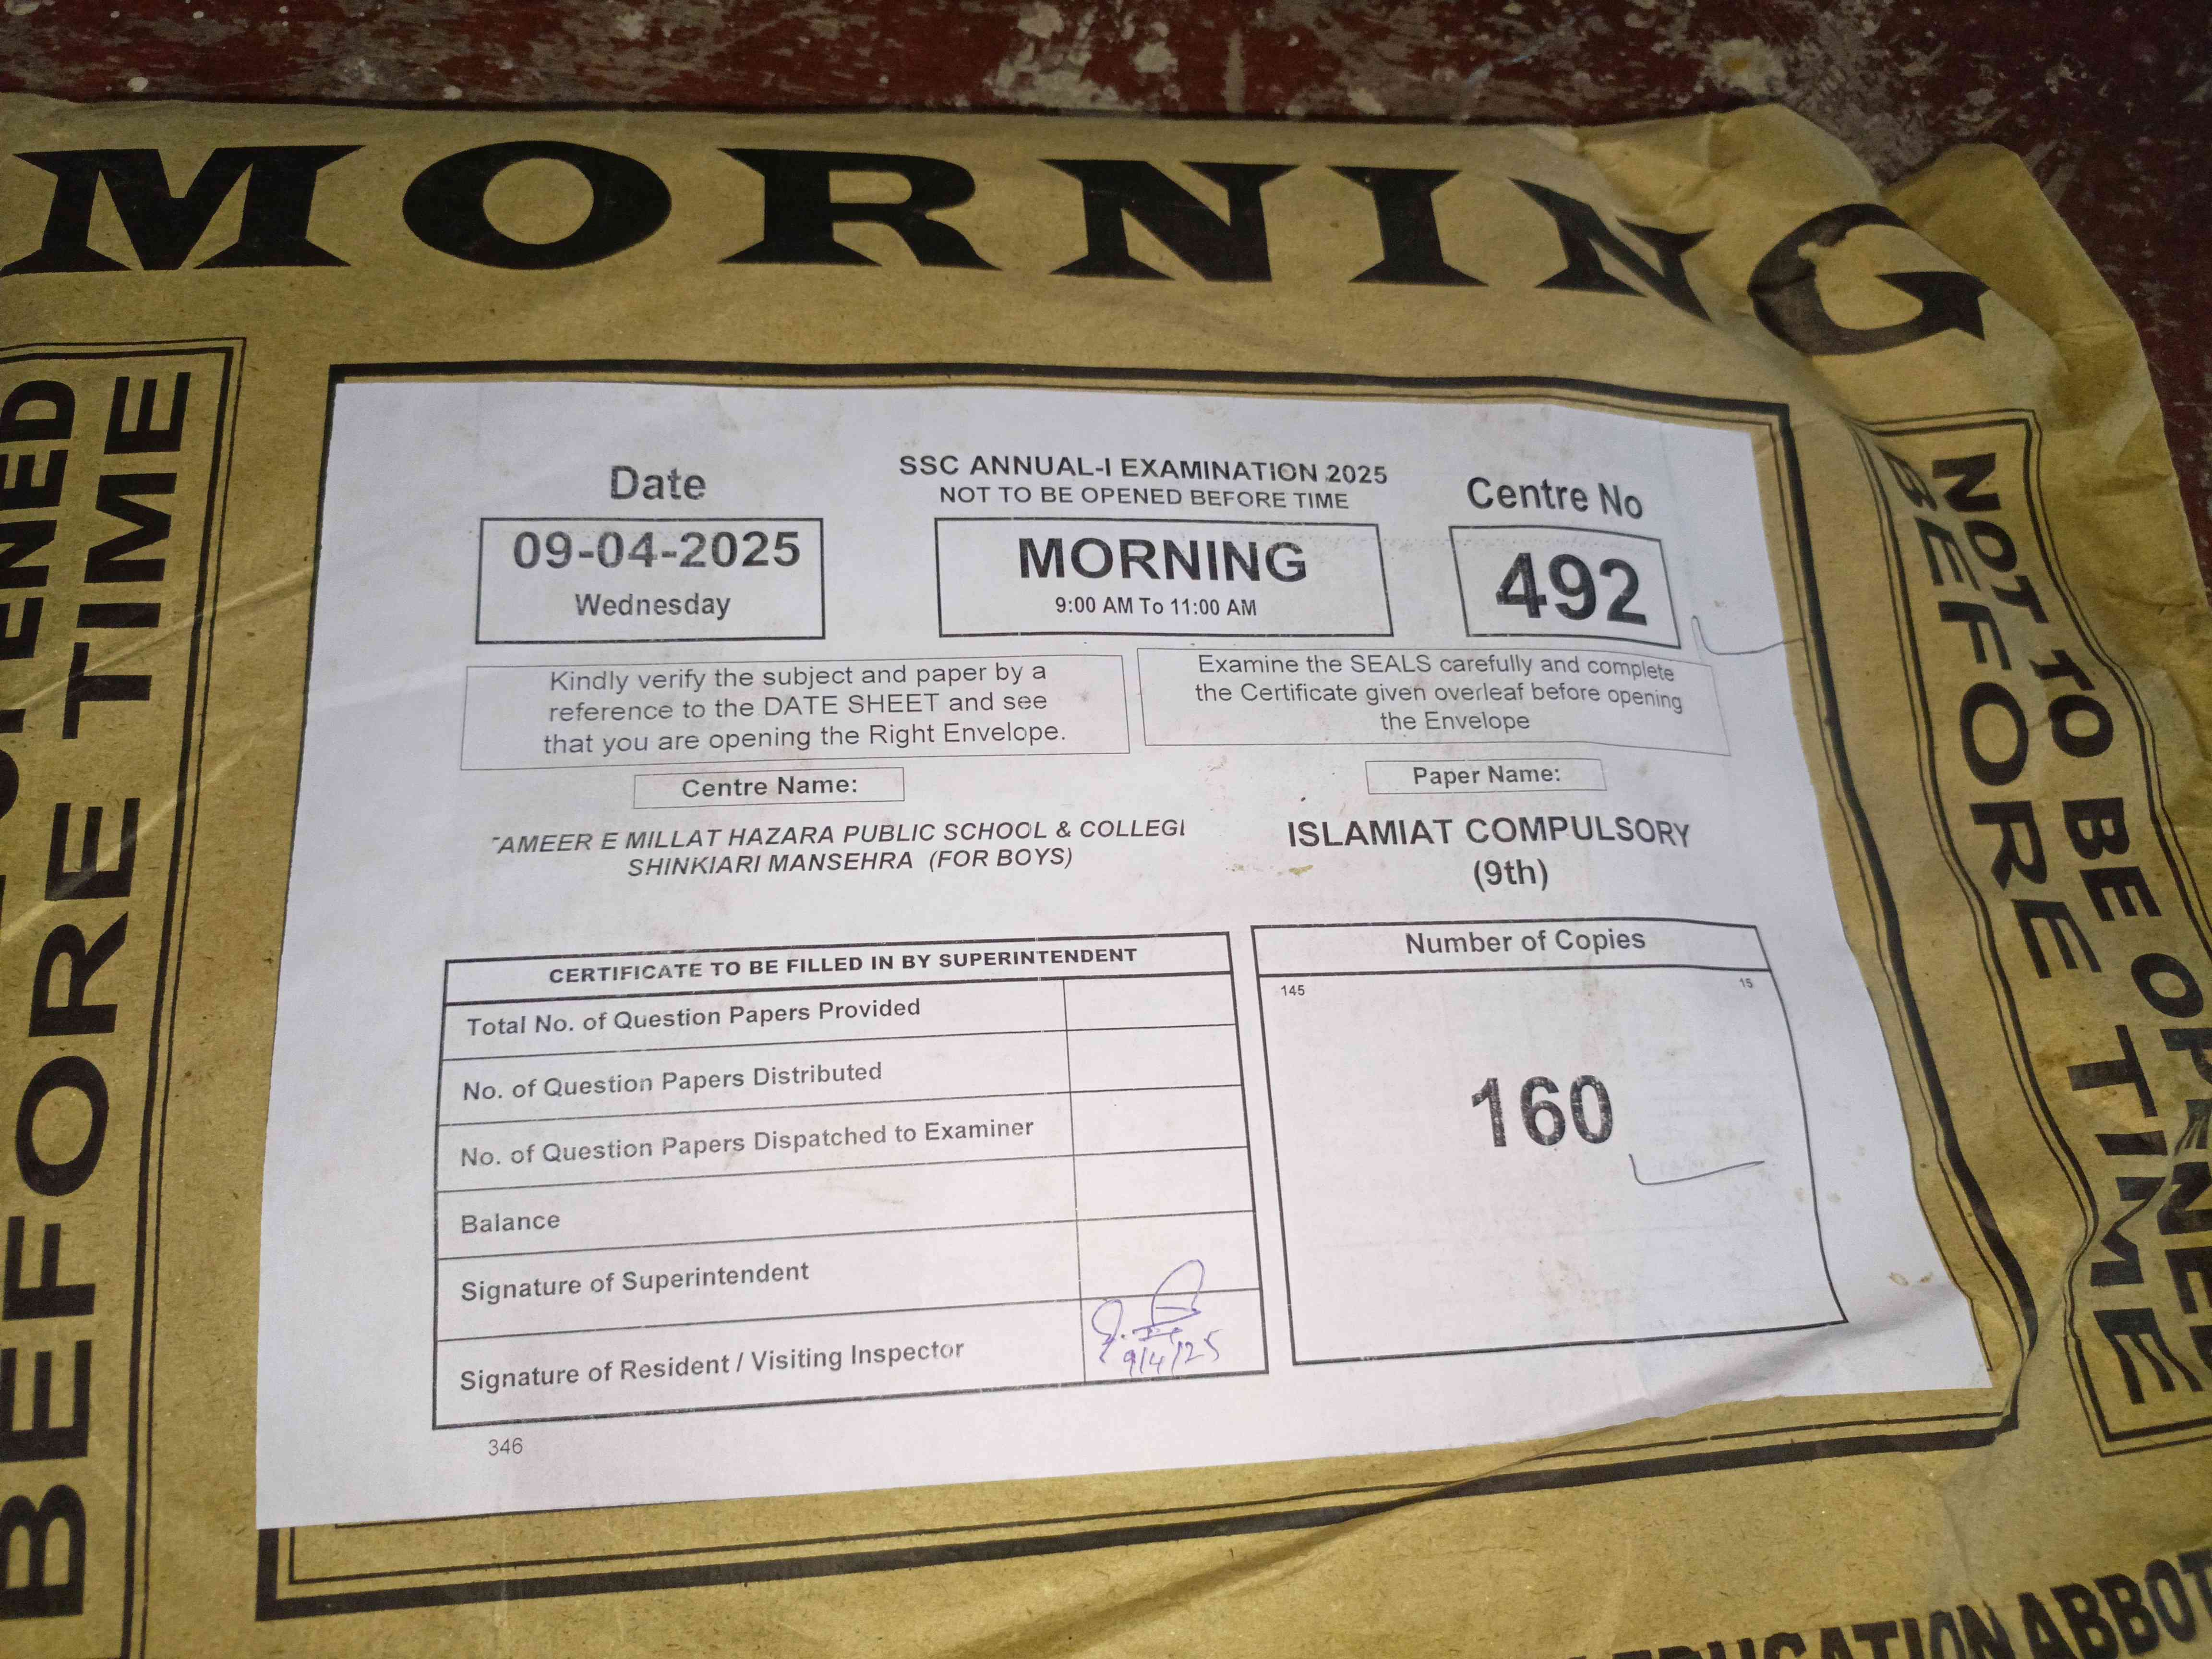 MORNING
BEFORE TIME
NOT TO BE OPENED
BEFORE TIME
Date
SSC ANNUAL-I EXAMINATION 2025
NOT TO BE OPENED BEFORE TIME
Centre No
09-04-2025
Wednesday
MORNING
9:00 AM To 11:00 AM
492
Kindly verify the subject and paper by a
reference to the DATE SHEET and see
that you are opening the Right Envelope.
Examine the SEALS carefully and complete
the Certificate given overleaf before opening
the Envelope
Centre Name:
Paper Name:
AMEER E MILLAT HAZARA PUBLIC SCHOOL & COLLEG
SHINKIARI MANSEHRA (FOR BOYS)
ISLAMIAT COMPULSORY
(9th)
CERTIFICATE TO BE FILLED IN BY SUPERINTENDENT
Total No. of Question Papers Provided
No. of Question Papers Distributed
No. of Question Papers Dispatched to Examiner
Balance
Signature of Superintendent
Signature of Resident / Visiting Inspector
9/4/25
Number of Copies
145
15
160
346
EDUCATION ABBOT